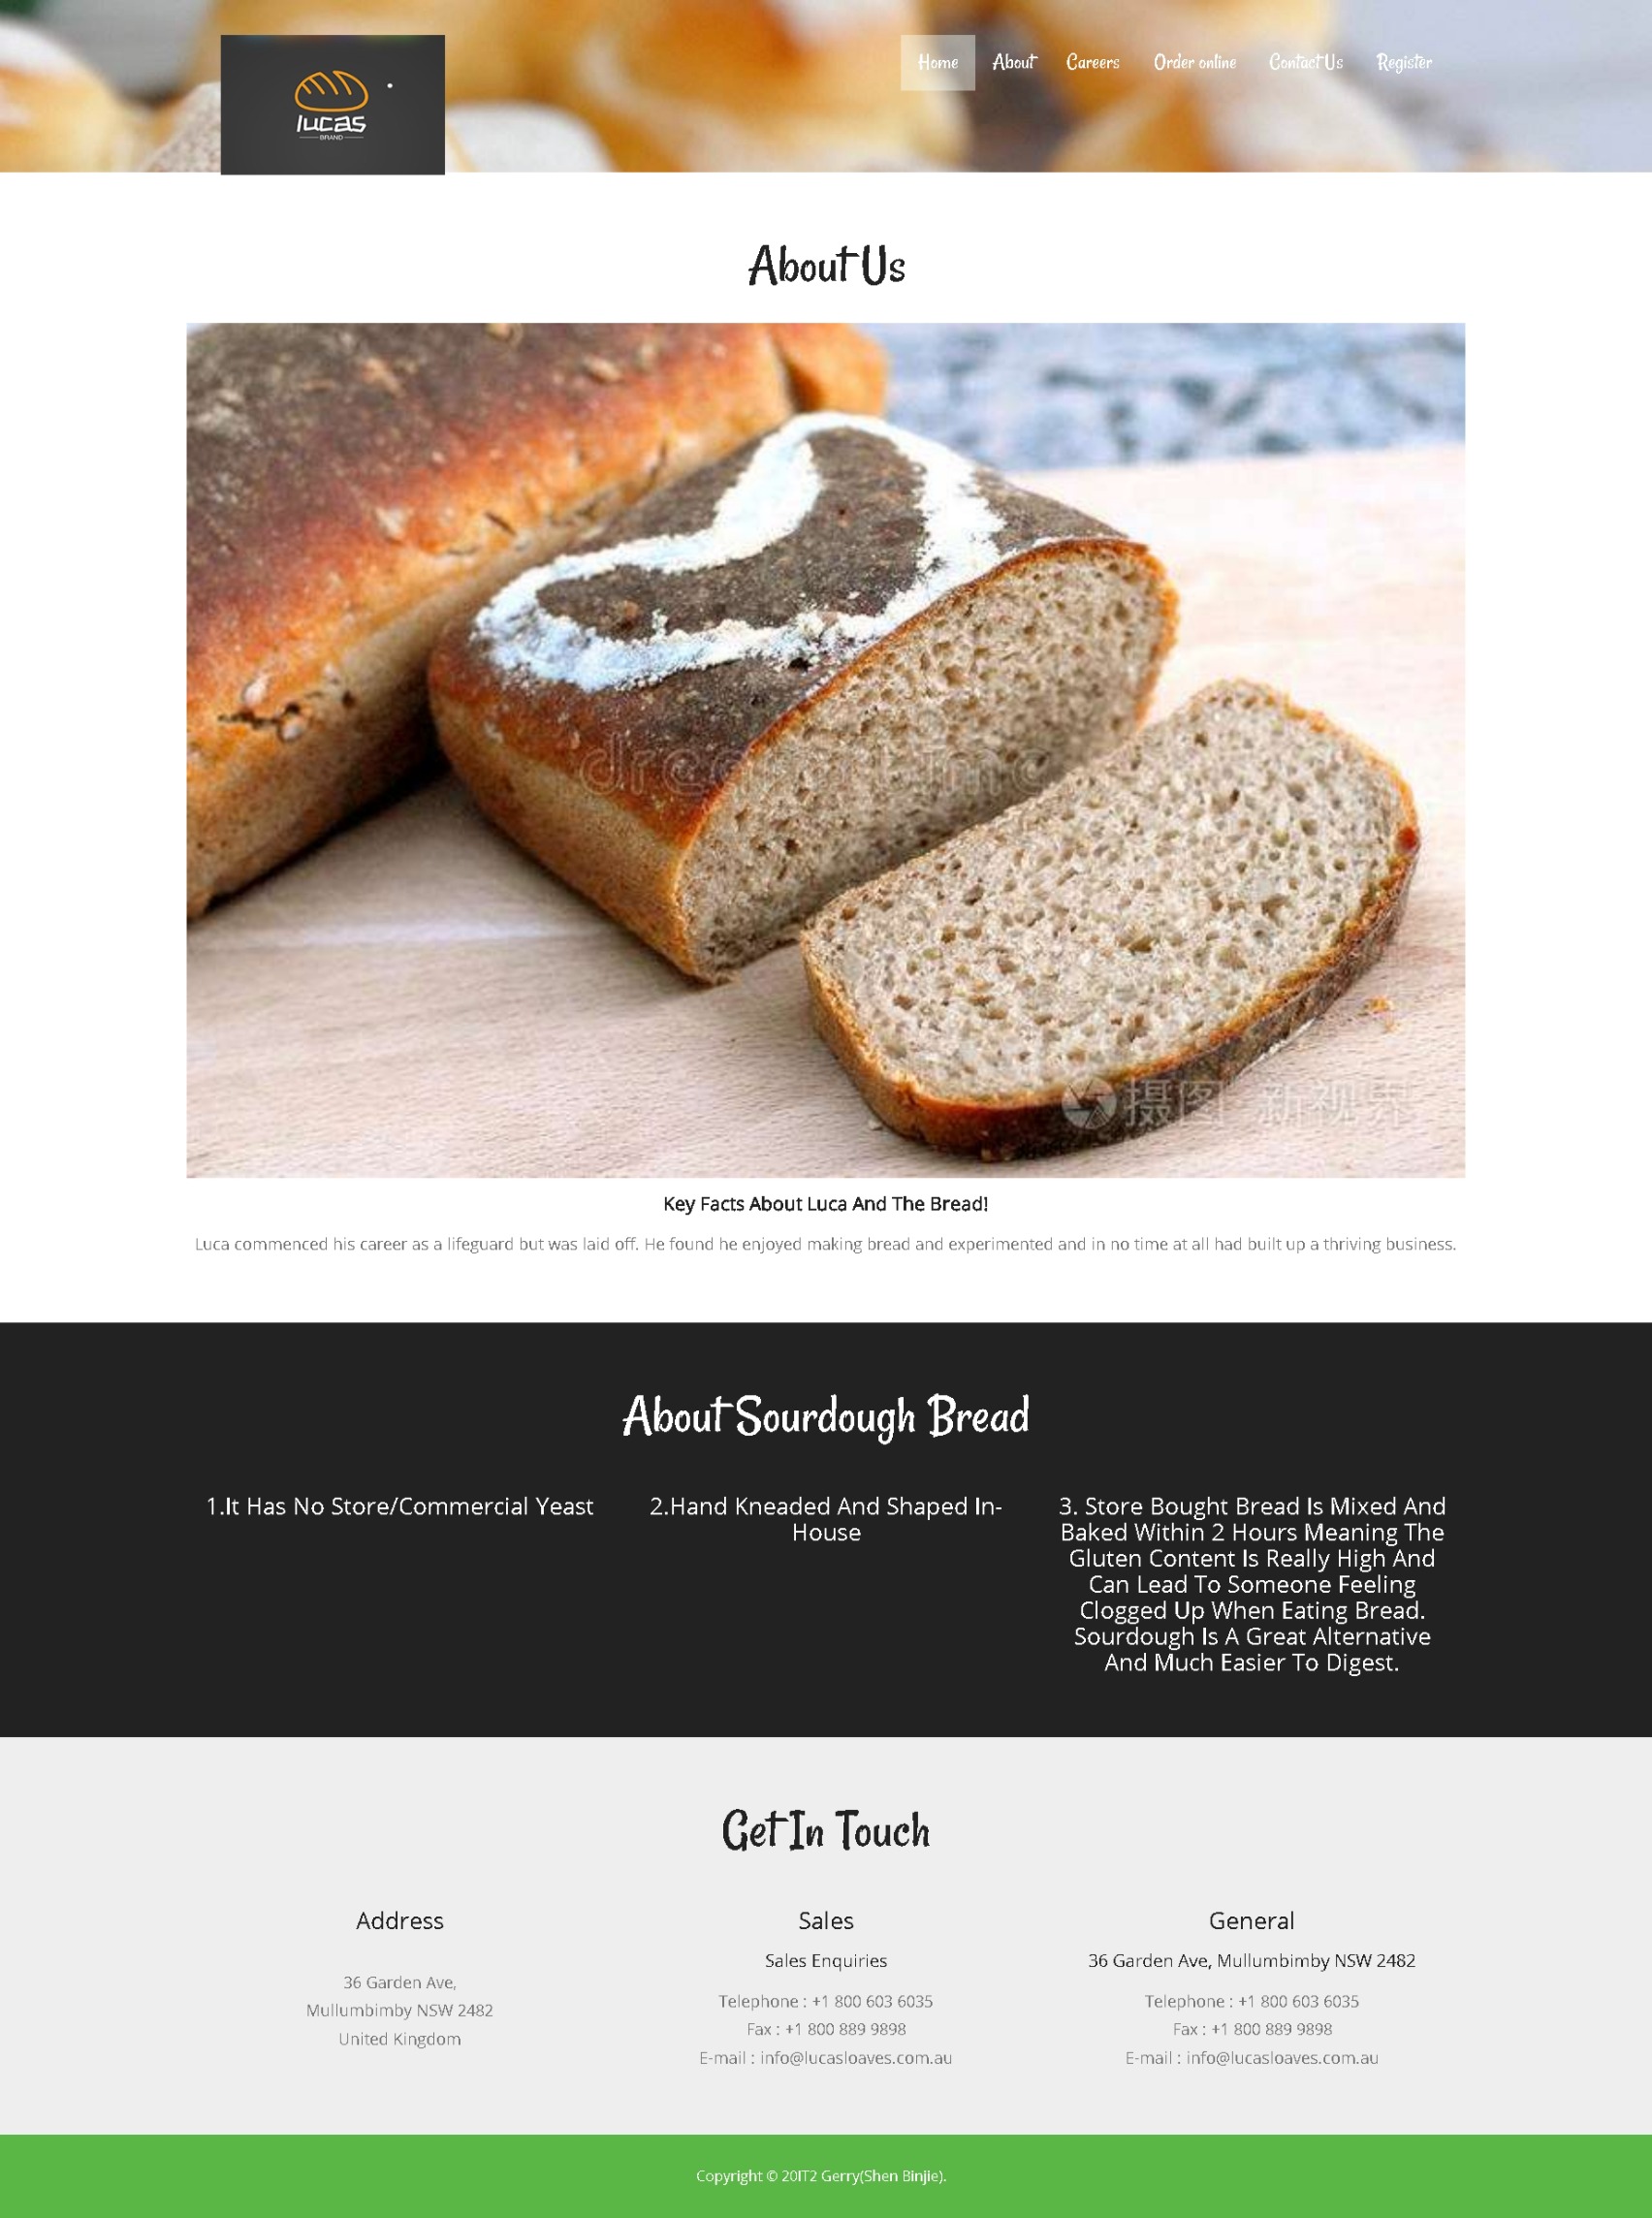 lucas
BRAND
Home About Careers Order online Contact Us Register
About Us
dreamstime
摄图 新视界
Key Facts About Luca And The Bread!
Luca commenced his career as a lifeguard but was laid off. He found he enjoyed making bread and experimented and in no time at all had built up a thriving business.
About Sourdough Bread
1.It Has No Store/Commercial Yeast
2.Hand Kneaded And Shaped In-
House
3. Store Bought Bread Is Mixed And
Baked Within 2 Hours Meaning The
Gluten Content Is Really High And
Can Lead To Someone Feeling
Clogged Up When Eating Bread.
Sourdough Is A Great Alternative
And Much Easier To Digest.
Get In Touch
Address
36 Garden Ave,
Mullumbimby NSW 2482
United Kingdom
Sales
Sales Enquiries
Telephone : +1 800 603 6035
Fax : +1 800 889 9898
E-mail : info@lucasloaves.com.au
General
36 Garden Ave, Mullumbimby NSW 2482
Telephone : +1 800 603 6035
Fax : +1 800 889 9898
E-mail : info@lucasloaves.com.au
Copyright © 20IT2 Gerry(Shen Binjie).